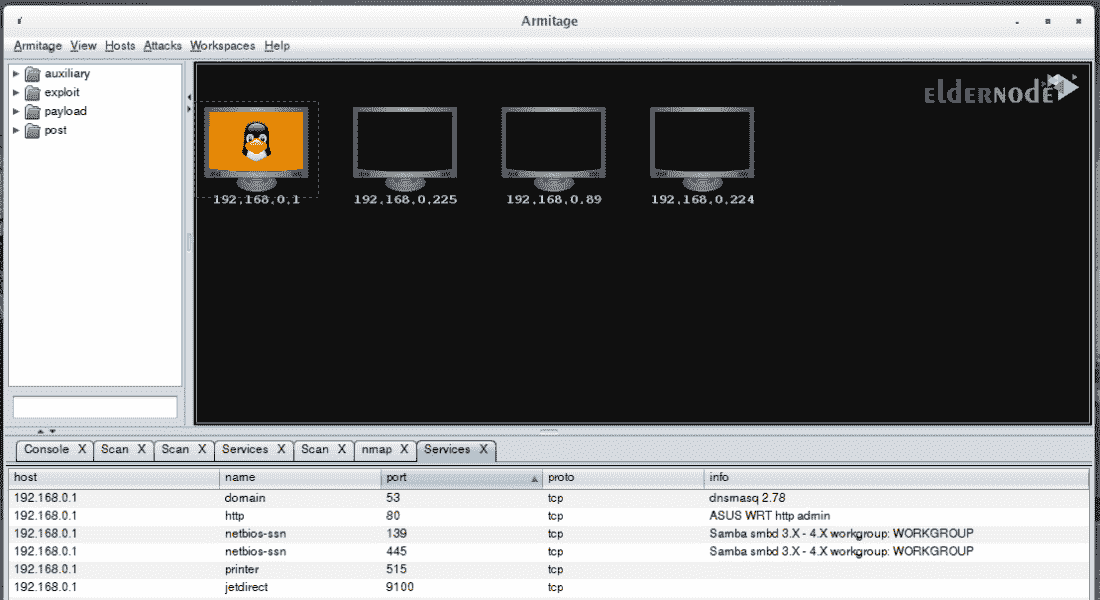 Armitage
Armitage View Hosts Attacks Workspaces Help
auxiliary
exploit
payload
post
ELDERNODE
192.168.0.1 192.168.0.225 192.168.0.89 192.168.0.224
Console X Scan X Scan X Services X Scan X nmap X Services X
host name port proto info
192.168.0.1 domain 53 tcp dnsmasq 2.78
192.168.0.1 http 80 tcp ASUS WRT http admin
192.168.0.1 netbios-ssn 139 tcp Samba smbd 3.X - 4.X workgroup: WORKGROUP
192.168.0.1 netbios-ssn 445 tcp Samba smbd 3.X - 4.X workgroup: WORKGROUP
192.168.0.1 printer 515 tcp
192.168.0.1 jetdirect 9100 tcp